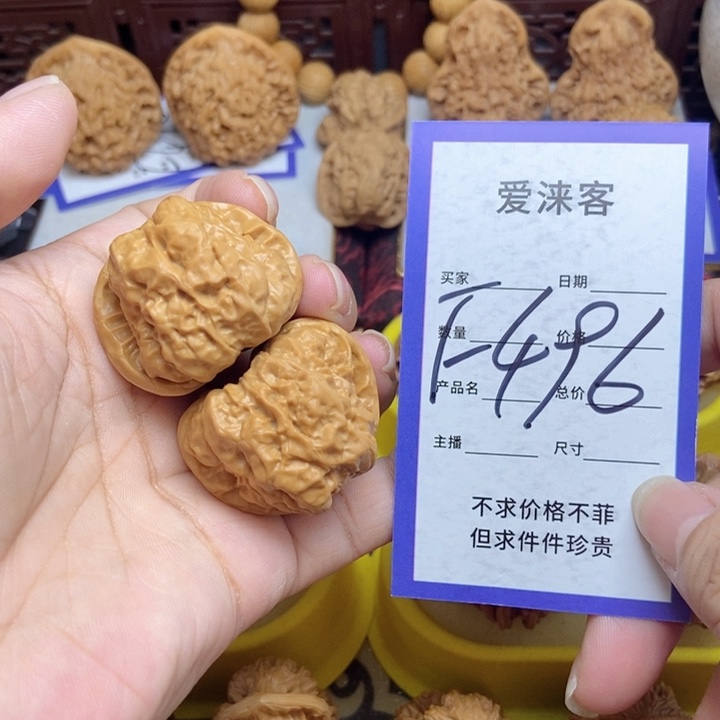 爱涞客
买家 日期
数量 价格
F-496
产品名 总价
主播 尺寸
不求价格不菲
但求件件珍贵